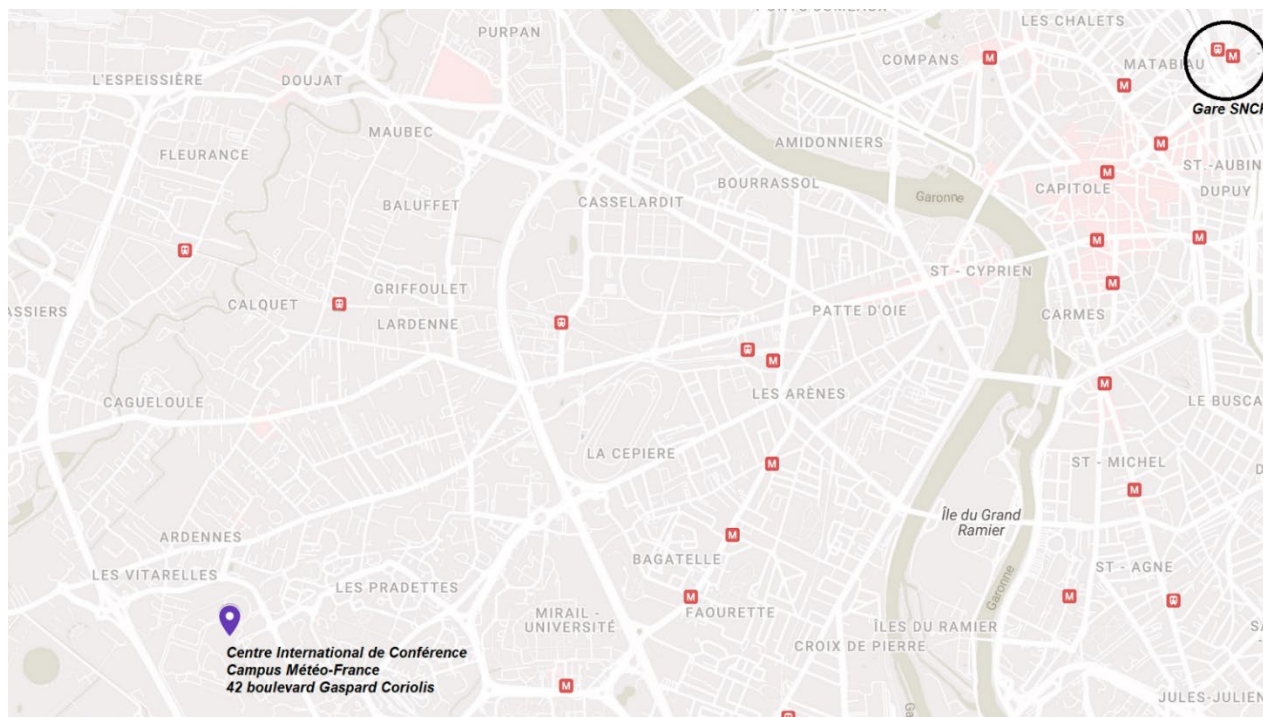 PURPAN
LES CHALETS
L'ESPEISSIÈRE
DOUJAT
COMPANS
M
MATABIAU
M
M
Gare SNCF
MAUBEC
AMIDONNIERS
M
FLEURANCE
ST.-AUBIN
M
BOURRASSOL
CAPITOLE
DUPUY
BALUFFET
CASSELARDIT
Garonne
M
M
ST - CYPRIEN
M
GRIFFOULET
CALQUET
ASSIERS
LARDENNE
PATTE D'OIE
CARMES
M
LES ARÈNES
M
CAGUELOULE
LE BUSCA
LA CEPIERE
M
ST - MICHEL
M
Île du Grand
Ramier
ARDENNES
M
BAGATELLE
ST - AGNE
LES VITARELLES
LES PRADETTES
M
M
Garonne
MIRAIL -
UNIVERSITÉ
FAOURETTE
ÎLES DU RAMIER
CROIX DE PIERRE
Centre International de Conférence
Campus Météo-France
42 boulevard Gaspard Coriolis
M
JULES-JULIEN